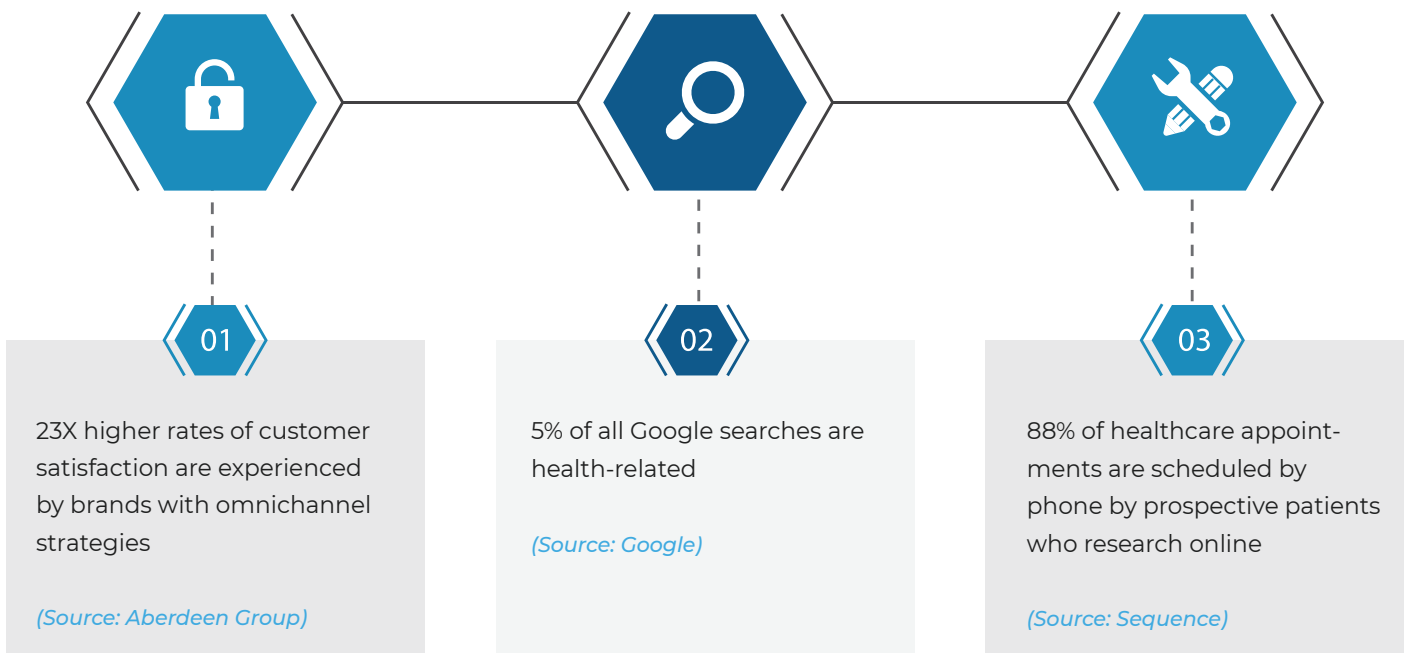 01
23X higher rates of customer
satisfaction are experienced
by brands with omnichannel
strategies
(Source: Aberdeen Group)
02
5% of all Google searches are
health-related
(Source: Google)
03
88% of healthcare appoint-
ments are scheduled by
phone by prospective patients
who research online
(Source: Sequence)